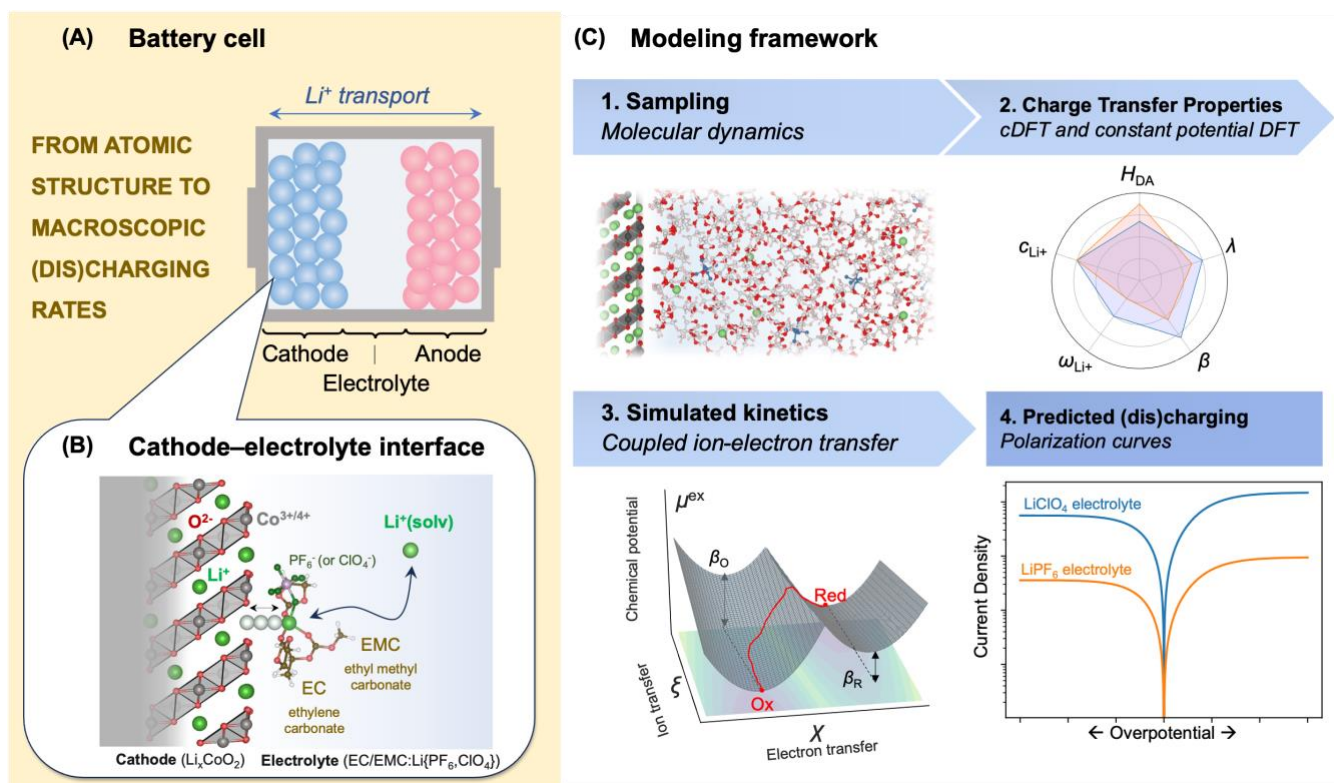 (A) Battery cell
Li⁺ transport
FROM ATOMIC
STRUCTURE TO
MACROSCOPIC
(DIS)CHARGING
RATES
Cathode
Anode
Electrolyte
(B) Cathode–electrolyte interface
O²⁻
Co³⁺/⁴⁺
Li⁺(solv)
PF₆⁻ (or ClO₄⁻)
Li⁺
EMC
ethyl methyl
carbonate
EC
ethylene
carbonate
Cathode (LiₓCoO₂) Electrolyte (EC/EMC:Li{PF₆,ClO₄})
(C) Modeling framework
1. Sampling
Molecular dynamics
2. Charge Transfer Properties
cDFT and constant potential DFT
H_DA
c_Li+
λ
ω_Li+
β
3. Simulated kinetics
Coupled ion-electron transfer
4. Predicted (dis)charging
Polarization curves
μ^ex
Chemical potential
β_O
Red
β_R
Ox
Ion transfer
ξ
χ
Electron transfer
LiClO₄ electrolyte
LiPF₆ electrolyte
Current Density
← Overpotential →